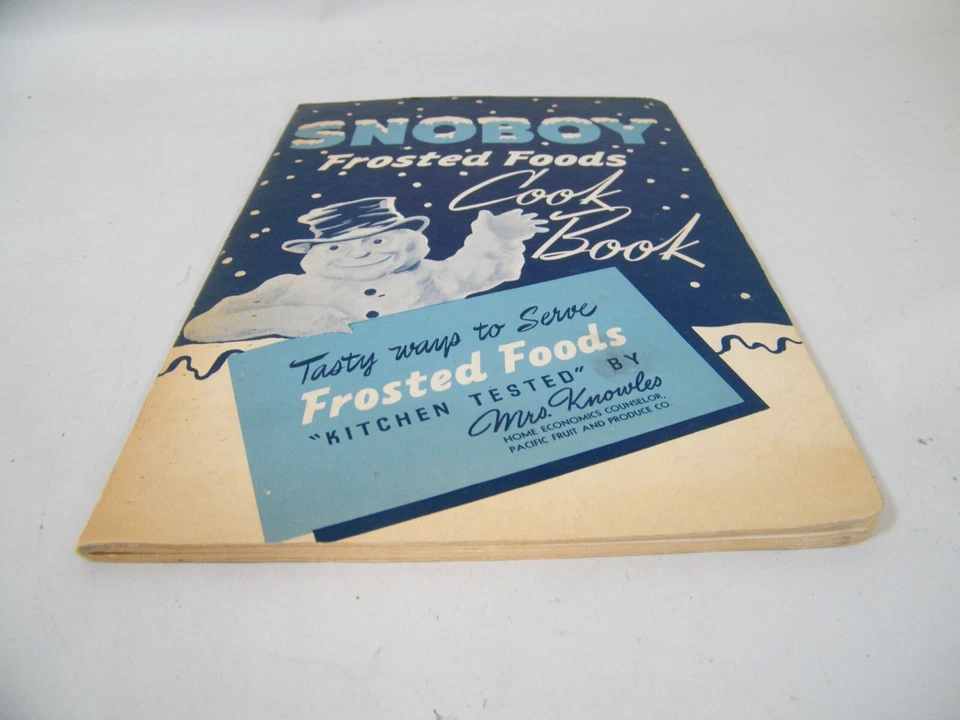 SNOBOY
Frosted Foods
Cook
Book
Tasty ways to Serve
Frosted Foods
"KITCHEN TESTED" BY
Mrs. Knowles
HOME ECONOMICS COUNSELOR,
PACIFIC FRUIT AND PRODUCE CO.